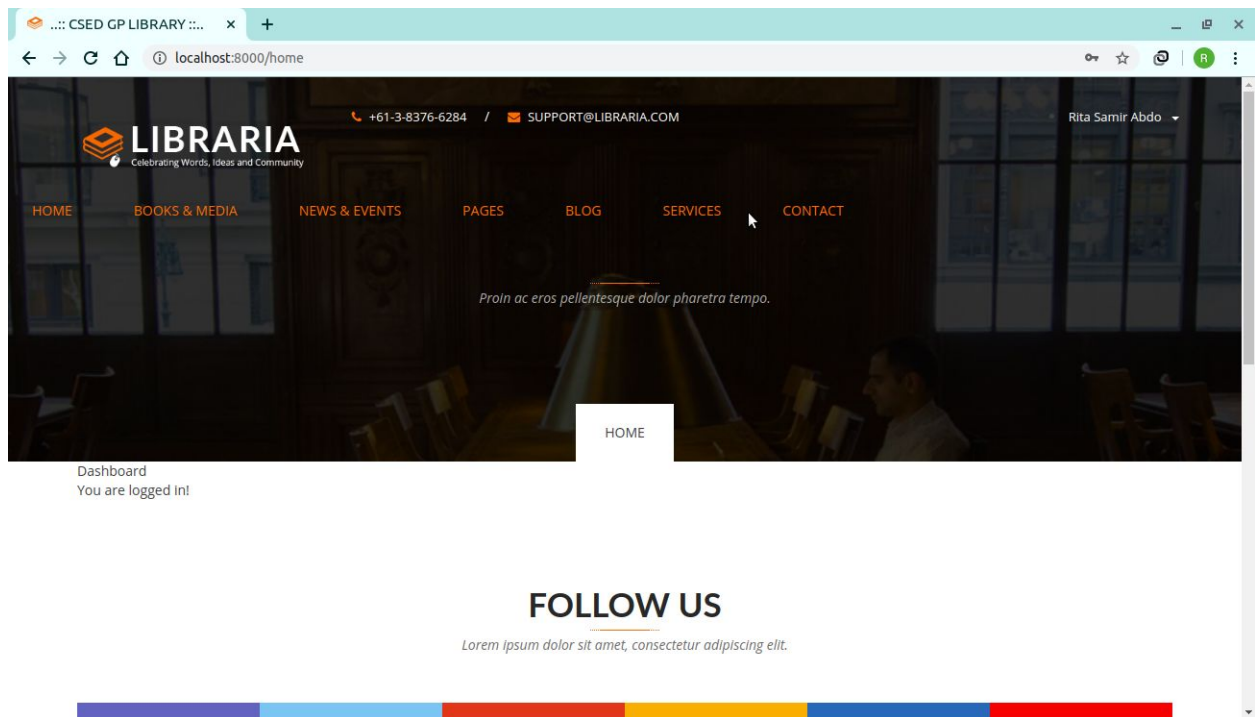 ..:: CSED GP LIBRARY ::..
localhost:8000/home
R
+61-3-8376-6284 / SUPPORT@LIBRARIA.COM
Rita Samir Abdo
LIBRARIA
Celebrating Words, Ideas and Community
HOME BOOKS & MEDIA NEWS & EVENTS PAGES BLOG SERVICES CONTACT
Proin ac eros pellentesque dolor pharetra tempo.
HOME
Dashboard
You are logged in!
FOLLOW US
Lorem ipsum dolor sit amet, consectetur adipiscing elit.